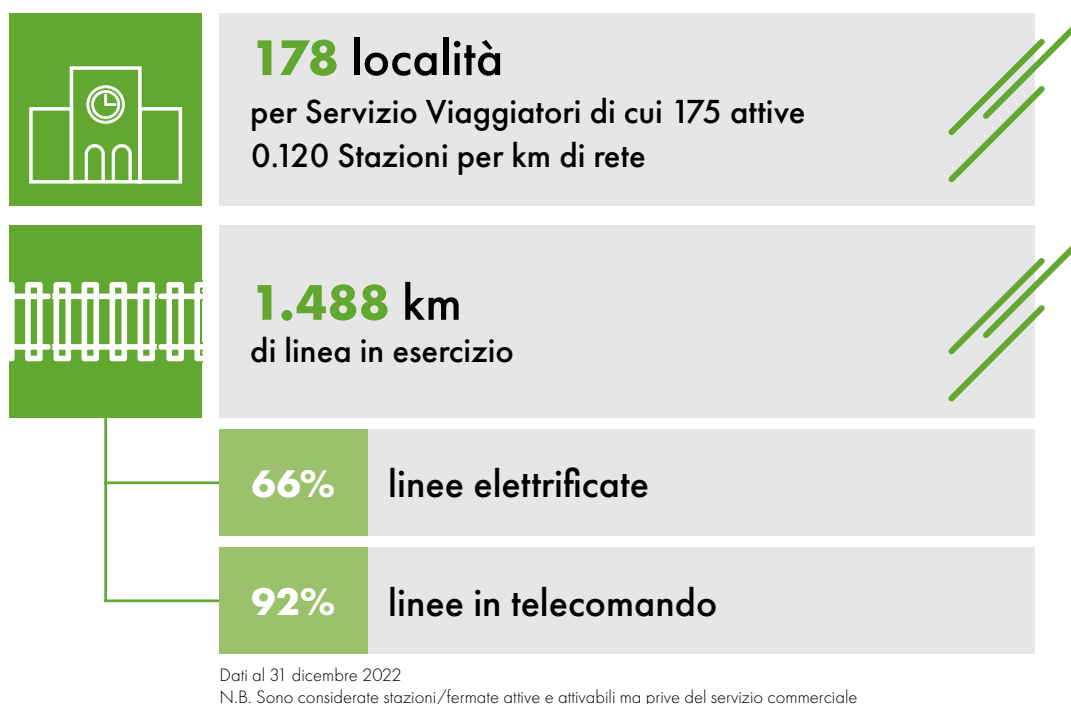 178 località
per Servizio Viaggiatori di cui 175 attive
0.120 Stazioni per km di rete
1.488 km
di linea in esercizio
66% linee elettrificate
92% linee in telecomando
Dati al 31 dicembre 2022
N.B. Sono considerate stazioni/fermate attive e attivabili ma prive del servizio commerciale